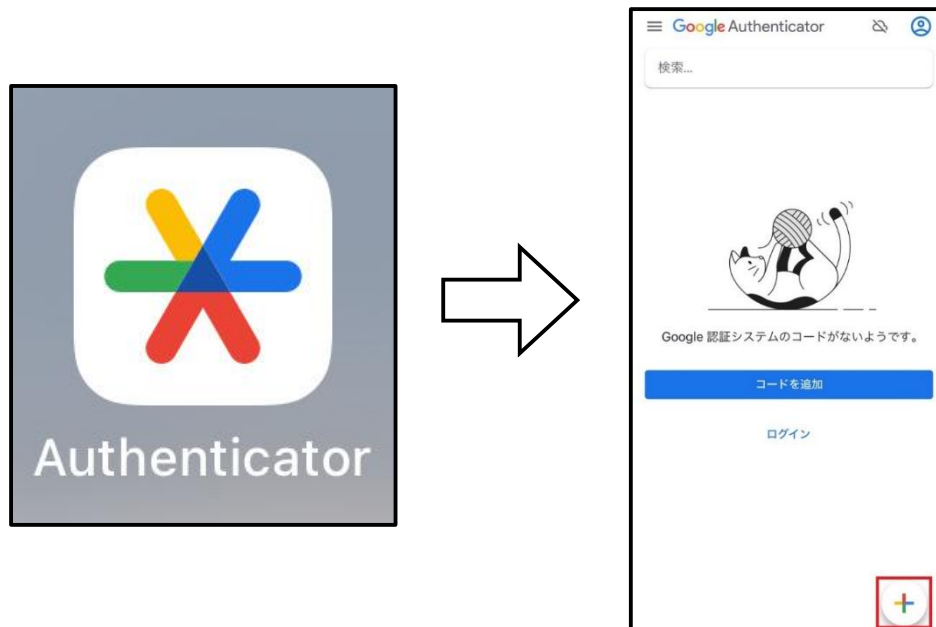 Authenticator
Google Authenticator
検索...
Google 認証システムのコードがないようです。
コードを追加
ログイン